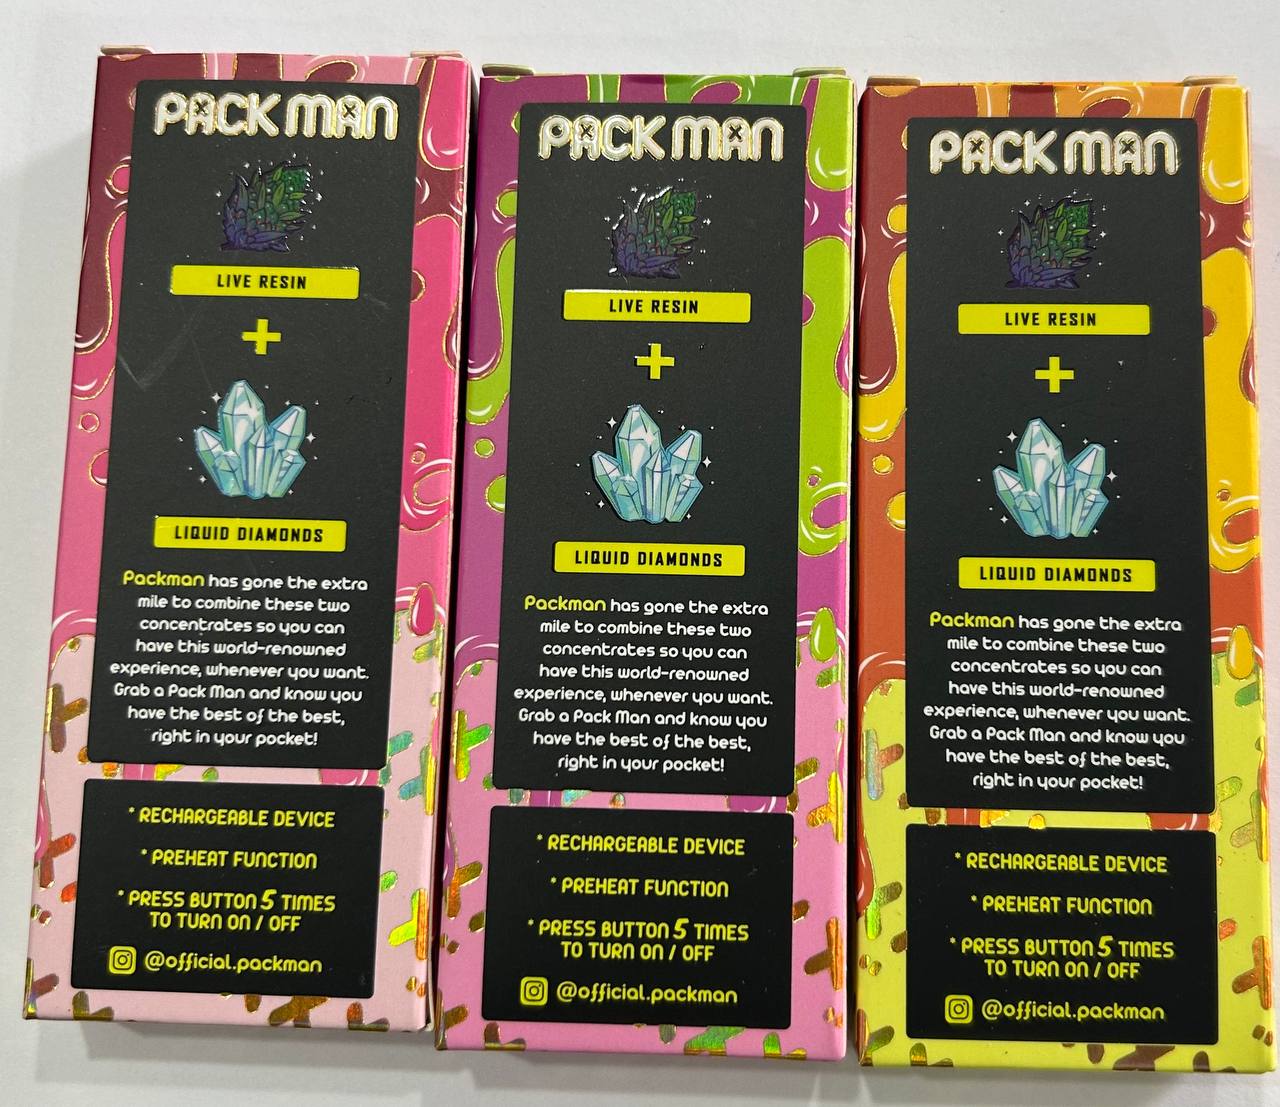 PACKMAN
LIVE RESIN
+
LIQUID DIAMONDS
Packman has gone the extra
mile to combine these two
concentrates so you can
have this world-renowned
experience, whenever you want.
Grab a Pack Man and know you
have the best of the best,
right in your pocket!
* RECHARGEABLE DEVICE
* PREHEAT FUNCTION
* PRESS BUTTON 5 TIMES
TO TURN ON / OFF
@official.packman
PACKMAN
LIVE RESIN
+
LIQUID DIAMONDS
Packman has gone the extra
mile to combine these two
concentrates so you can
have this world-renowned
experience, whenever you want.
Grab a Pack Man and know you
have the best of the best,
right in your pocket!
* RECHARGEABLE DEVICE
* PREHEAT FUNCTION
* PRESS BUTTON 5 TIMES
TO TURN ON / OFF
@official.packman
PACKMAN
LIVE RESIN
+
LIQUID DIAMONDS
Packman has gone the extra
mile to combine these two
concentrates so you can
have this world-renowned
experience, whenever you want.
Grab a Pack Man and know you
have the best of the best,
right in your pocket!
* RECHARGEABLE DEVICE
* PREHEAT FUNCTION
* PRESS BUTTON 5 TIMES
TO TURN ON / OFF
@official.packman